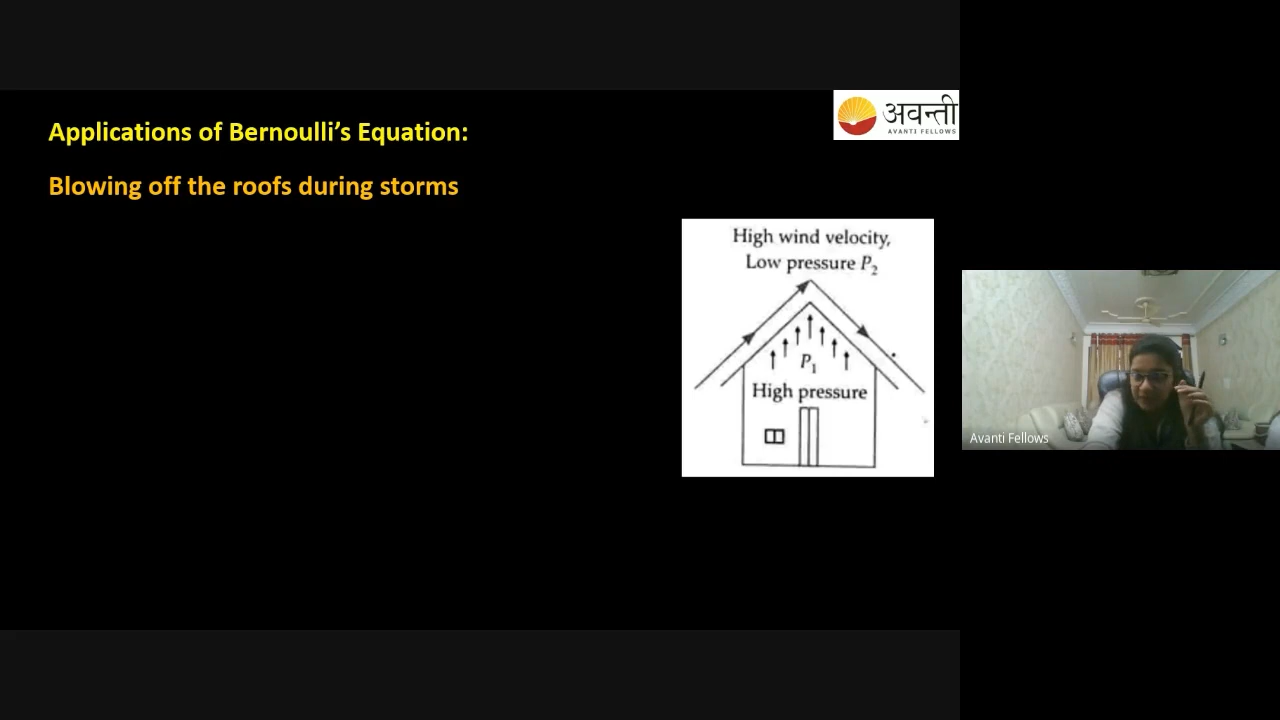 Applications of Bernoulli’s Equation:
अवन्ती
AVANTI FELLOWS
Blowing off the roofs during storms
High wind velocity,
Low pressure P₂
P₁
High pressure
Avanti Fellows